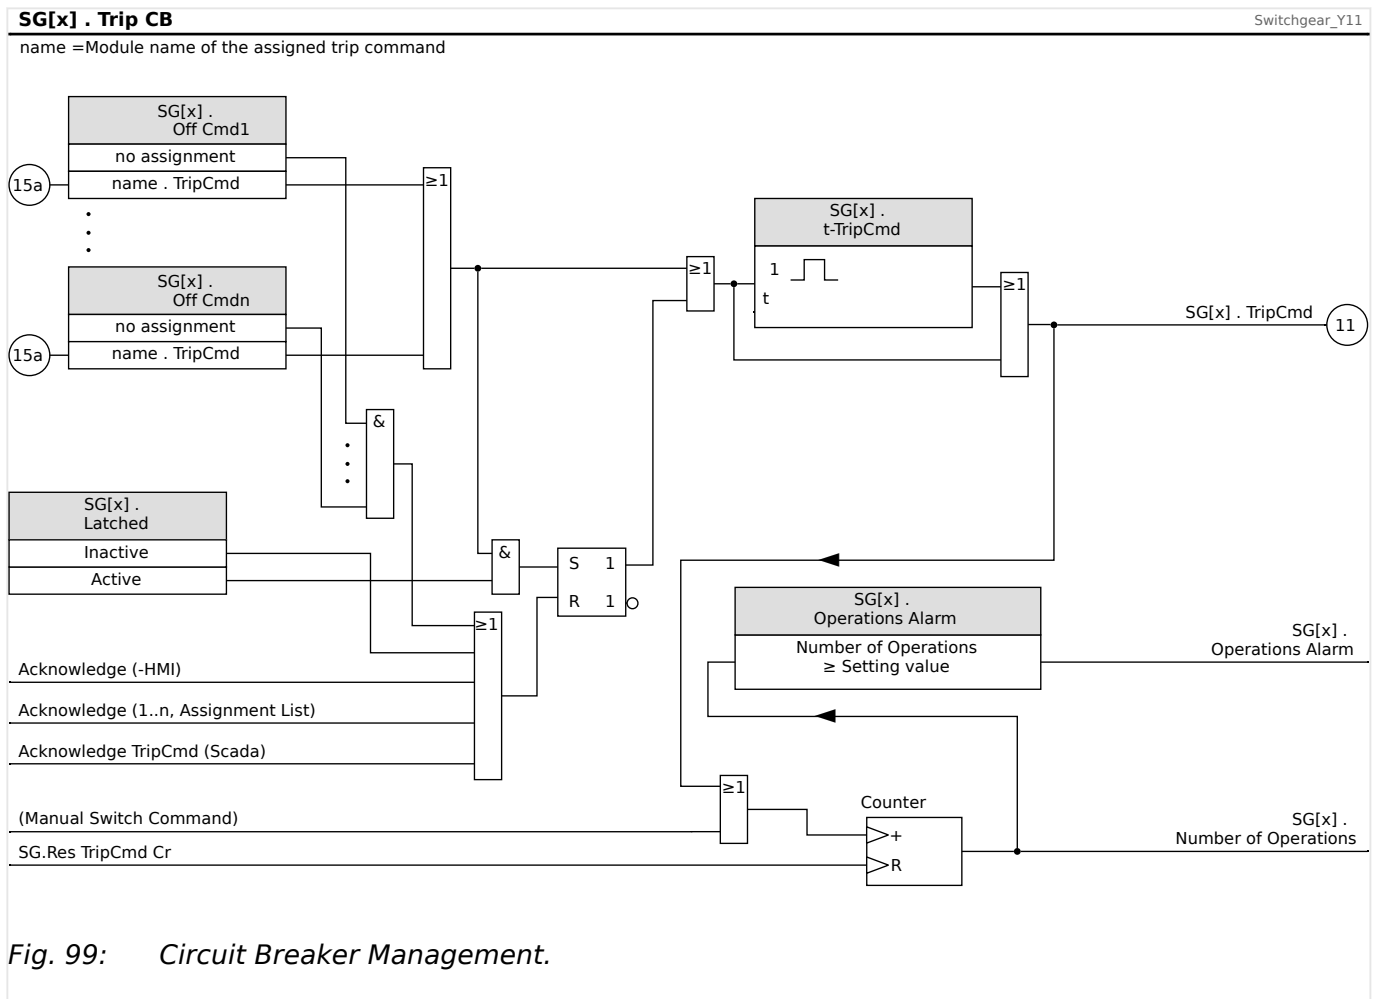 SG[x] . Trip CB
Switchgear_Y11
name =Module name of the assigned trip command
SG[x] .
Off Cmd1
no assignment
15a
name . TripCmd
≥1
SG[x] .
t-TripCmd
1
t
≥1
≥1
SG[x] . TripCmd
11
SG[x] .
Off Cmdn
no assignment
15a
name . TripCmd
&
SG[x] .
Latched
Inactive
Active
&
S 1
R 1
≥1
SG[x] .
Operations Alarm
Number of Operations
≥ Setting value
SG[x] .
Operations Alarm
Acknowledge (-HMI)
Acknowledge (1..n, Assignment List)
Acknowledge TripCmd (Scada)
≥1
Counter
(Manual Switch Command)
+
SG[x] .
Number of Operations
SG.Res TripCmd Cr
R
Fig. 99: Circuit Breaker Management.